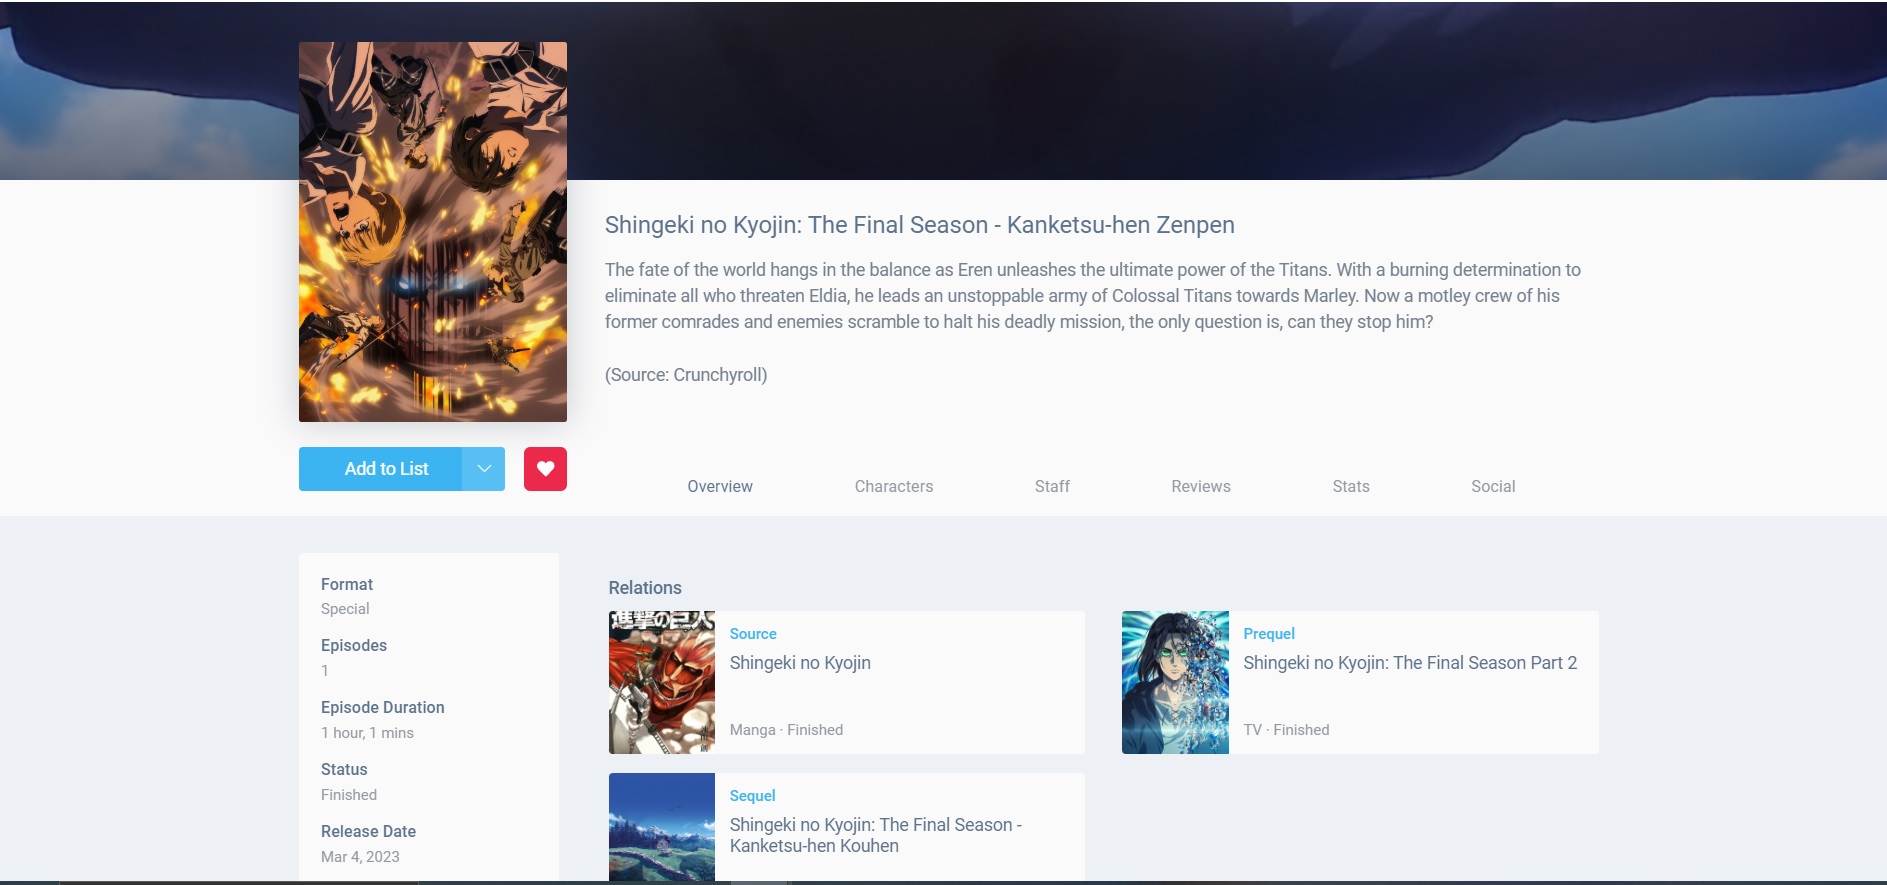 Shingeki no Kyojin: The Final Season - Kanketsu-hen Zenpen
The fate of the world hangs in the balance as Eren unleashes the ultimate power of the Titans. With a burning determination to
eliminate all who threaten Eldia, he leads an unstoppable army of Colossal Titans towards Marley. Now a motley crew of his
former comrades and enemies scramble to halt his deadly mission, the only question is, can they stop him?
(Source: Crunchyroll)
Add to List
Overview
Characters
Staff
Reviews
Stats
Social
Format
Special
Episodes
1
Episode Duration
1 hour, 1 mins
Status
Finished
Release Date
Mar 4, 2023
Relations
進撃の巨人
Source
Shingeki no Kyojin
Manga · Finished
Prequel
Shingeki no Kyojin: The Final Season Part 2
TV · Finished
Sequel
Shingeki no Kyojin: The Final Season -
Kanketsu-hen Kouhen